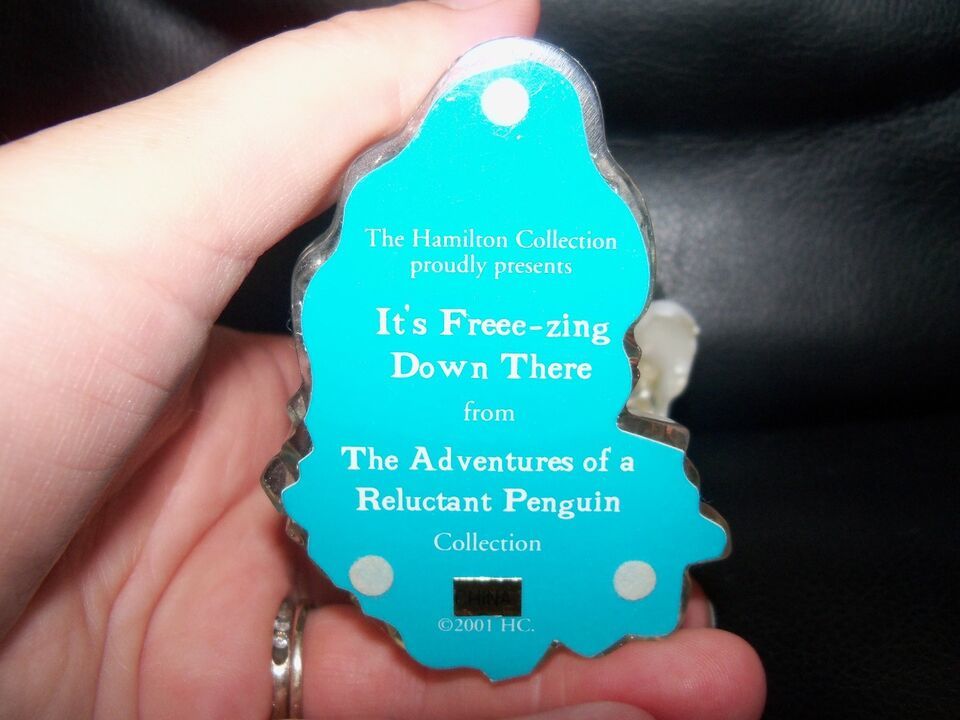 The Hamilton Collection
proudly presents
It's Freee-zing
Down There
from
The Adventures of a
Reluctant Penguin
Collection
CHINA
©2001 HC.